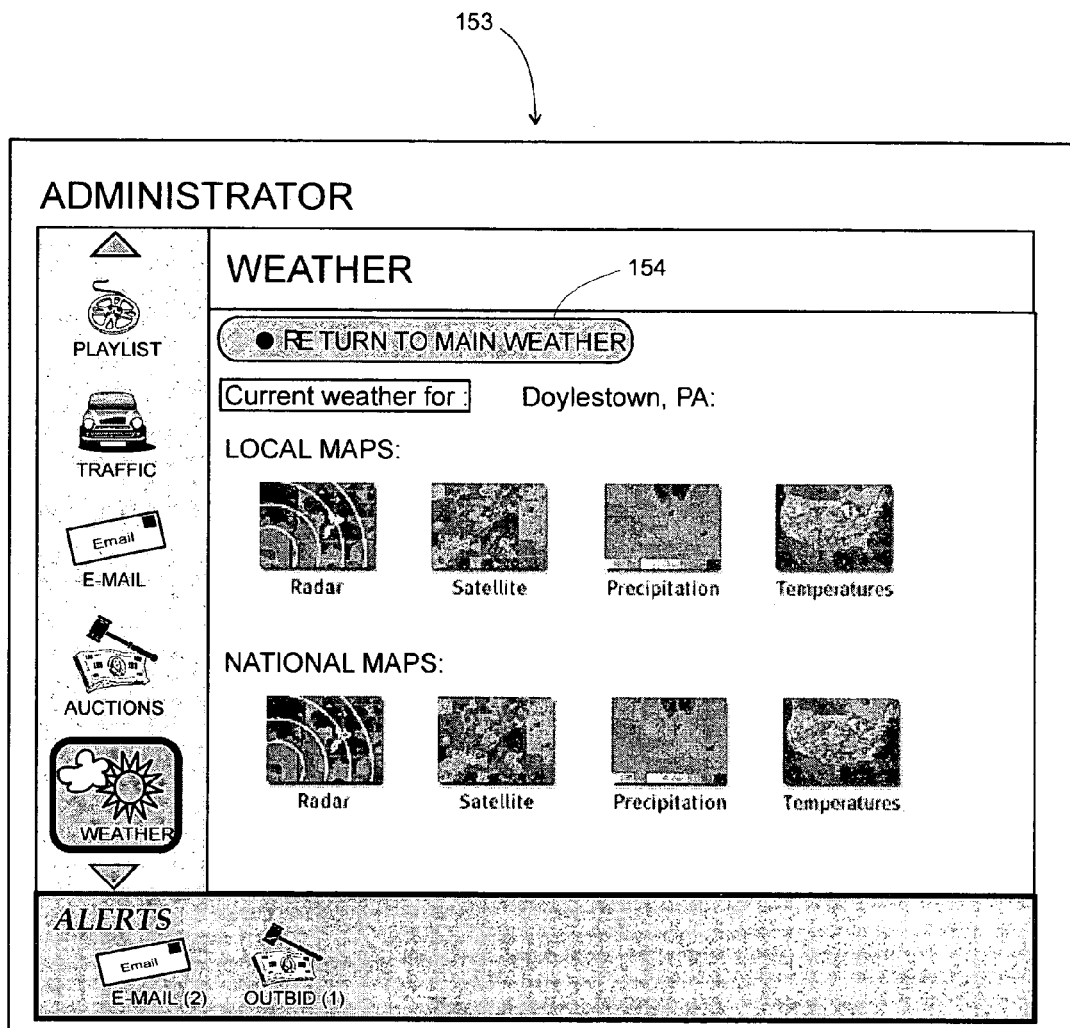 153
ADMINISTRATOR
PLAYLIST
TRAFFIC
Email
E-MAIL
AUCTIONS
WEATHER
WEATHER
154
RETURN TO MAIN WEATHER
Current weather for : Doylestown, PA:
LOCAL MAPS:
Radar Satellite Precipitation Temperatures
NATIONAL MAPS:
Radar Satellite Precipitation Temperatures
ALERTS
Email
E-MAIL (2) OUTBID (1)